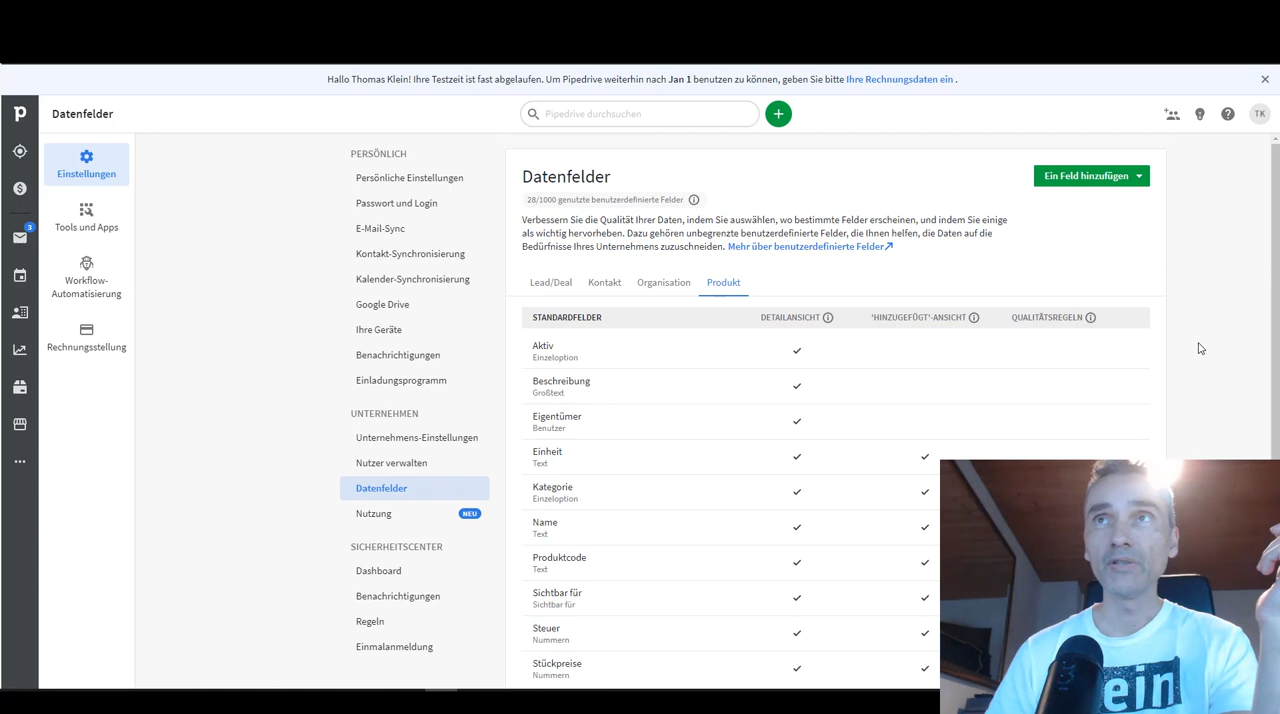 Hallo Thomas Klein! Ihre Testzeit ist fast abgelaufen. Um Pipedrive weiterhin nach Jan 1 benutzen zu können, geben Sie bitte Ihre Rechnungsdaten ein .
p
Datenfelder
Pipedrive durchsuchen
TK
3
Einstellungen
Tools und Apps
Workflow-
Automatisierung
Rechnungsstellung
PERSÖNLICH
Persönliche Einstellungen
Passwort und Login
E-Mail-Sync
Kontakt-Synchronisierung
Kalender-Synchronisierung
Google Drive
Ihre Geräte
Benachrichtigungen
Einladungsprogramm
UNTERNEHMEN
Unternehmens-Einstellungen
Nutzer verwalten
Datenfelder
Nutzung NEU
SICHERHEITSCENTER
Dashboard
Benachrichtigungen
Regeln
Einmalanmeldung
Datenfelder
Ein Feld hinzufügen
28/1000 genutzte benutzerdefinierte Felder
Verbessern Sie die Qualität Ihrer Daten, indem Sie auswählen, wo bestimmte Felder erscheinen, und indem Sie einige
als wichtig hervorheben. Dazu gehören unbegrenzte benutzerdefinierte Felder, die Ihnen helfen, die Daten auf die
Bedürfnisse Ihres Unternehmens zuzuschneiden. Mehr über benutzerdefinierte Felder
Lead/Deal Kontakt Organisation Produkt
STANDARDFELDER DETAILANSICHT 'HINZUGEFÜGT'-ANSICHT QUALITÄTSREGELN
Aktiv
Einzeloption
Beschreibung
Großtext
Eigentümer
Benutzer
Einheit
Text
Kategorie
Einzeloption
Name
Text
Produktcode
Text
Sichtbar für
Sichtbar für
Steuer
Nummern
Stückpreise
Nummern
ein